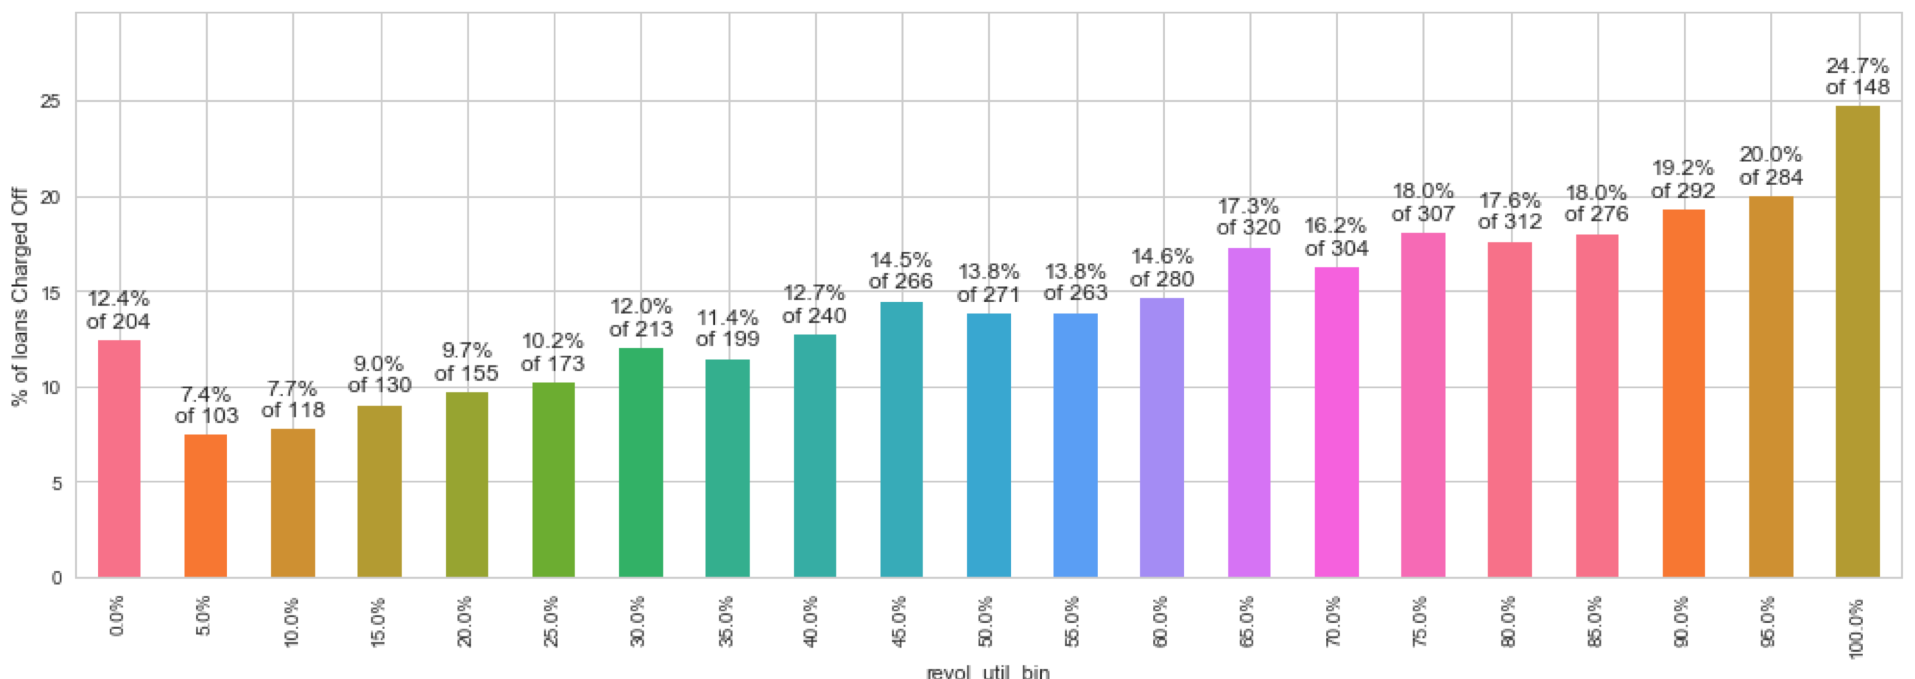 24.7%
of 148
25
20.0%
of 284
19.2%
of 292
20
18.0%
of 307
17.6%
of 312
18.0%
of 276
17.3%
of 320
16.2%
of 304
% of loans Charged Off
15
12.4%
of 204
14.5%
of 266
13.8%
of 271
13.8%
of 263
14.6%
of 280
12.0%
of 213
11.4%
of 199
12.7%
of 240
10
7.4%
of 103
7.7%
of 118
9.0%
of 130
9.7%
of 155
10.2%
of 173
5
0
0.0%
5.0%
10.0%
15.0%
20.0%
25.0%
30.0%
35.0%
40.0%
45.0%
50.0%
55.0%
60.0%
65.0%
70.0%
75.0%
80.0%
85.0%
90.0%
95.0%
100.0%
revol_util_bin